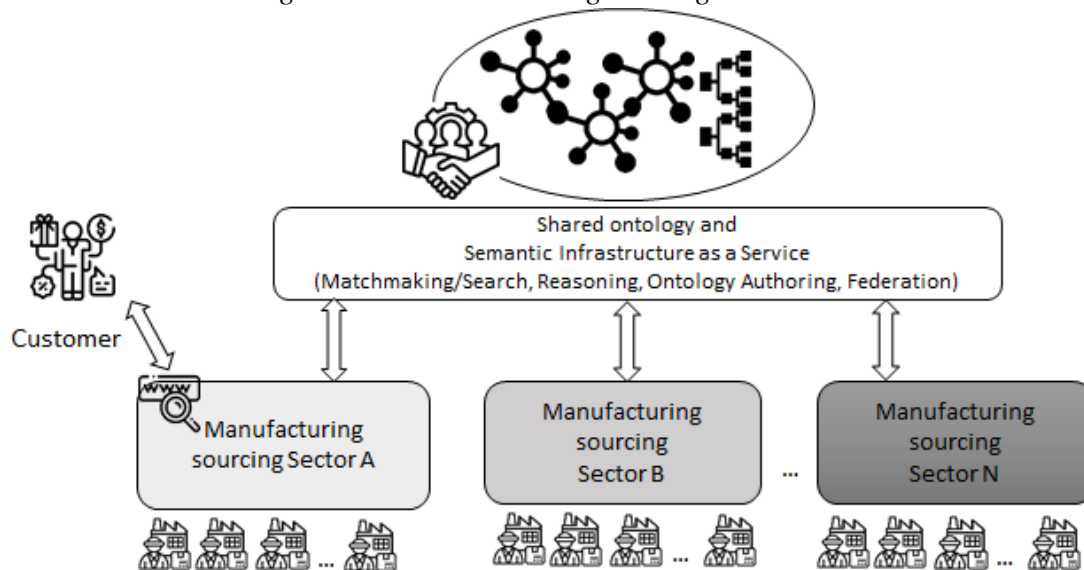 Shared ontology and
Semantic Infrastructure as a Service
(Matchmaking/Search, Reasoning, Ontology Authoring, Federation)
Customer
WWW
Manufacturing
sourcing Sector A
Manufacturing
sourcing
Sector B
...
Manufacturing
sourcing
Sector N
... ... ...